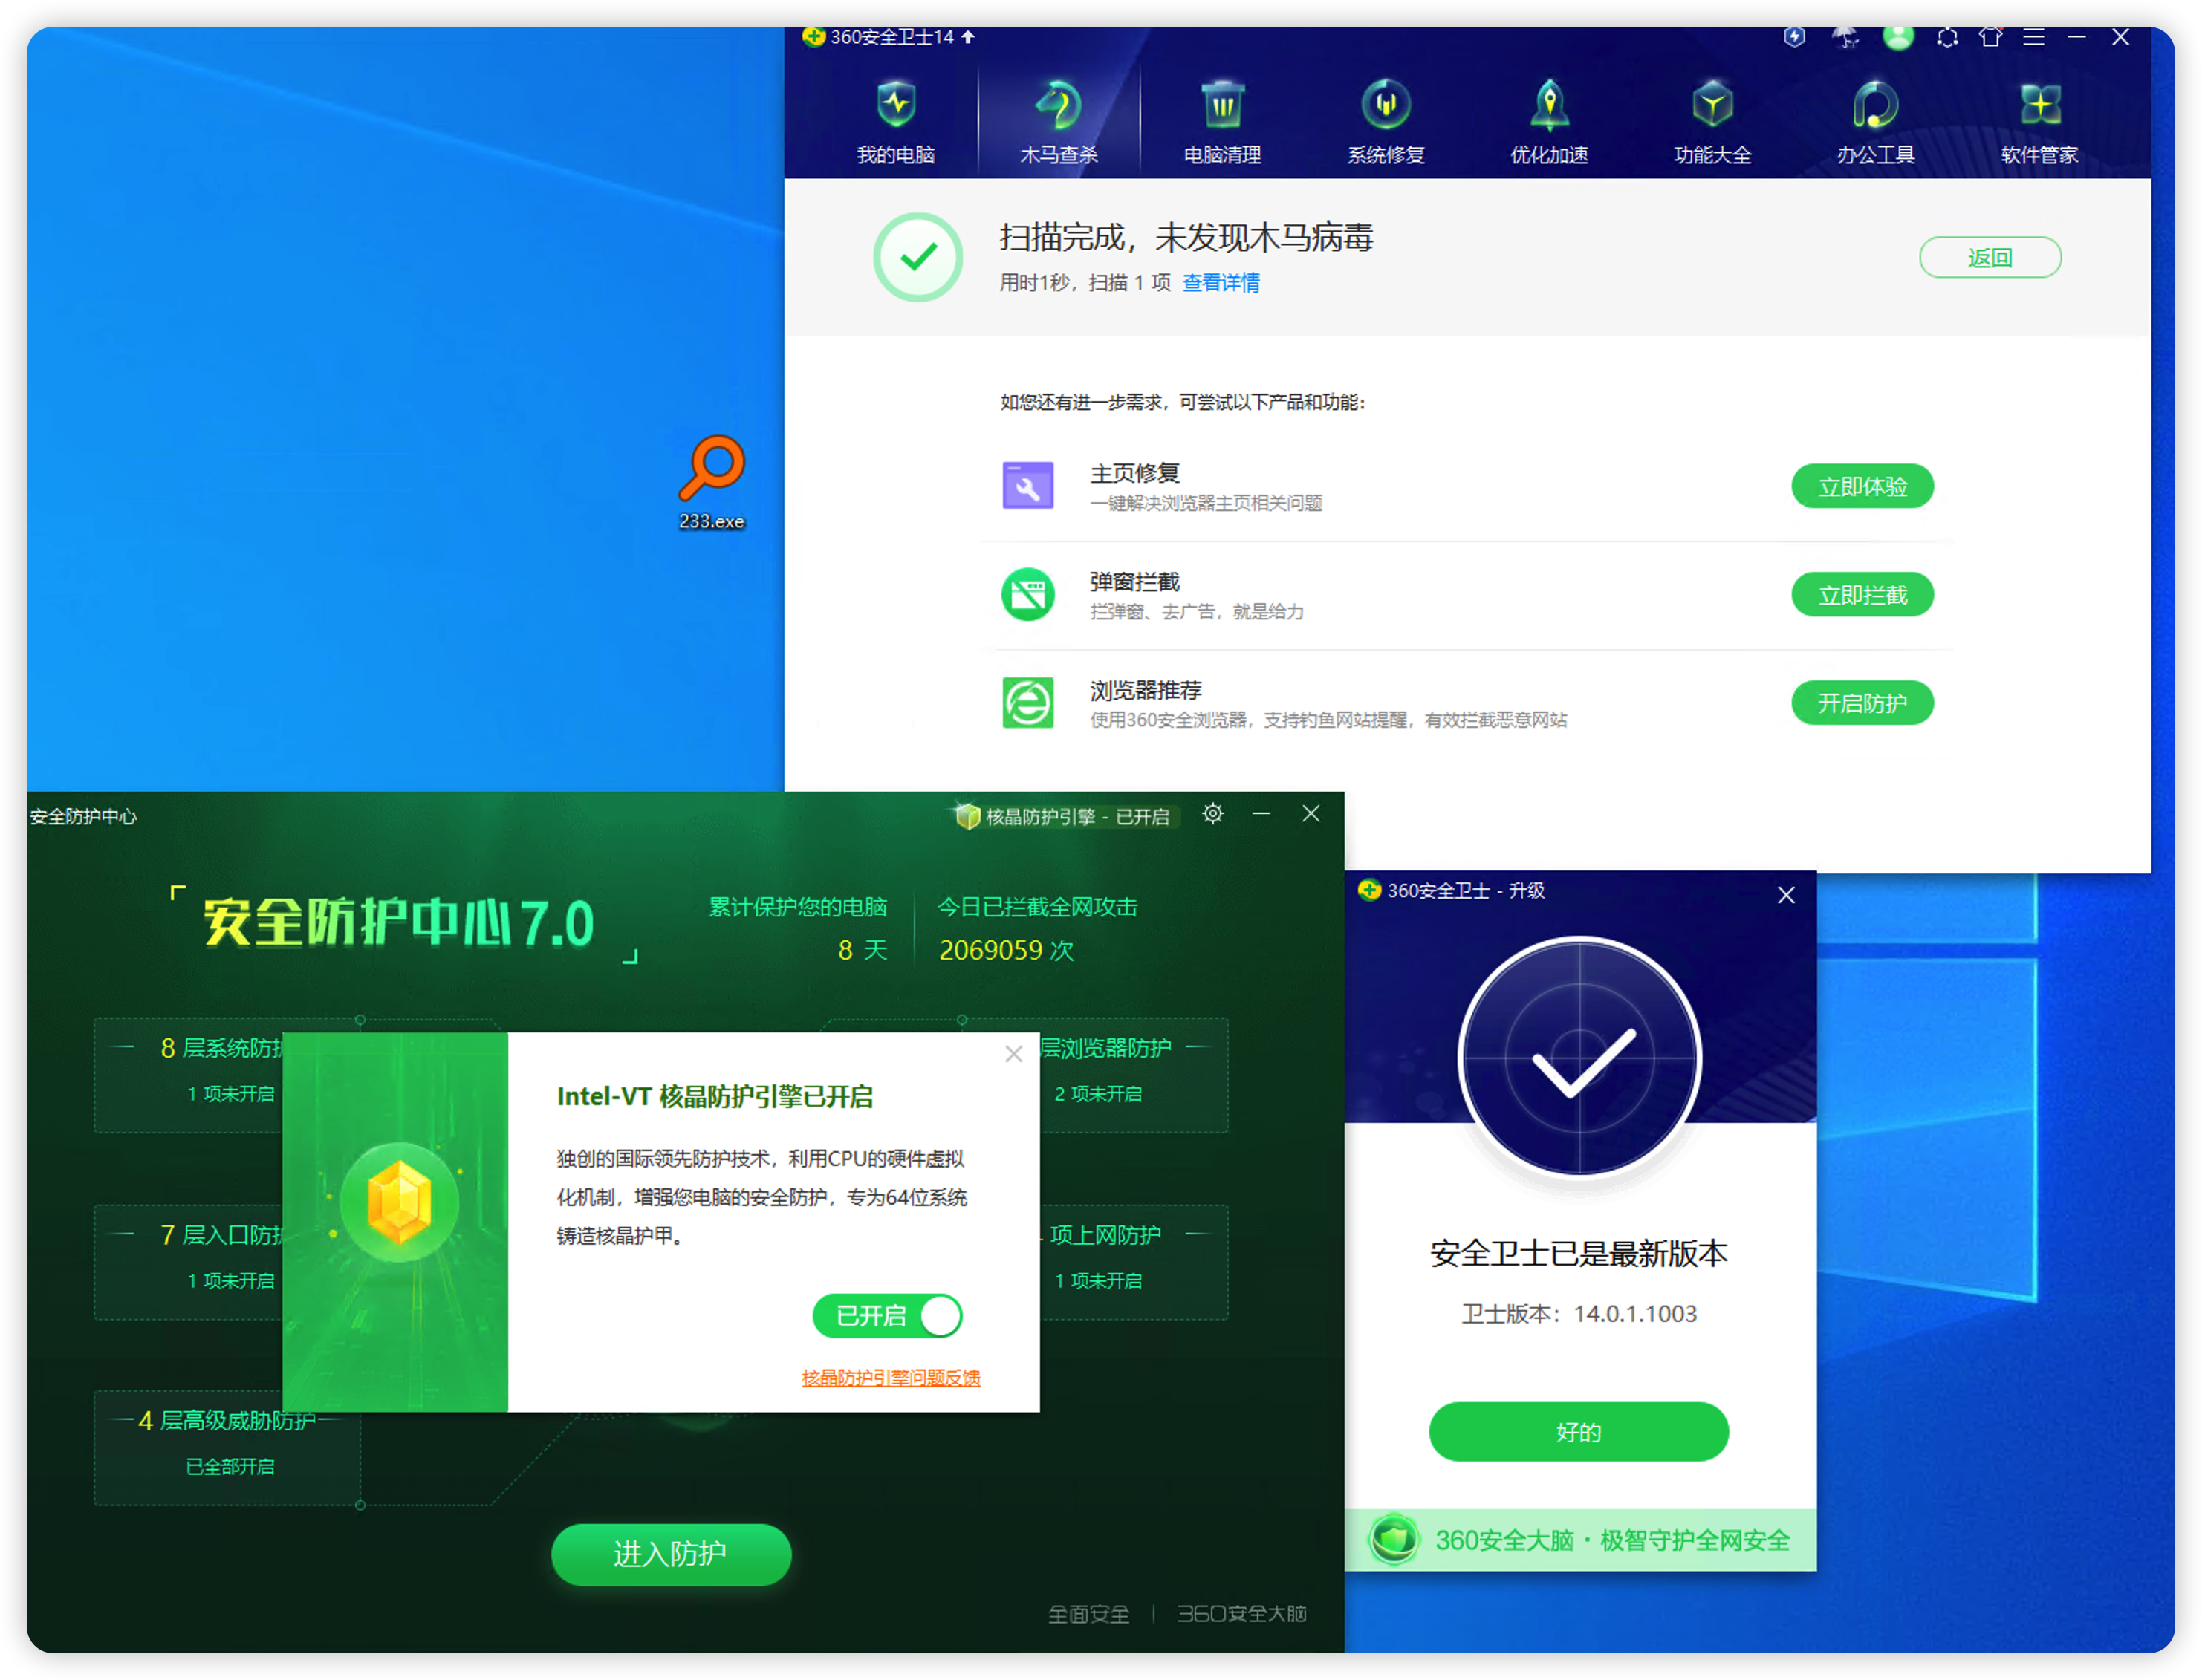 360安全卫士14
我的电脑
木马查杀
电脑清理
系统修复
优化加速
功能大全
办公工具
软件管家
扫描完成，未发现木马病毒
用时1秒，扫描 1 项 查看详情
返回
如您还有进一步需求，可尝试以下产品和功能：
主页修复
一键解决浏览器主页相关问题
立即体验
弹窗拦截
拦弹窗、去广告，就是给力
立即拦截
浏览器推荐
使用360安全浏览器，支持钓鱼网站提醒，有效拦截恶意网站
开启防护
233.exe
安全防护中心
核晶防护引擎 - 已开启
安全防护中心7.0
累计保护您的电脑
8 天
今日已拦截全网攻击
2069059 次
8 层系统防护
1 项未开启
层浏览器防护
2 项未开启
7 层入口防护
1 项未开启
项上网防护
1 项未开启
4 层高级威胁防护
已全部开启
Intel-VT 核晶防护引擎已开启
独创的国际领先防护技术，利用CPU的硬件虚拟
化机制，增强您电脑的安全防护，专为64位系统
铸造核晶护甲。
已开启
核晶防护引擎问题反馈
进入防护
全面安全 | 360安全大脑
360安全卫士 - 升级
安全卫士已是最新版本
卫士版本：14.0.1.1003
好的
360安全大脑 · 极智守护全网安全